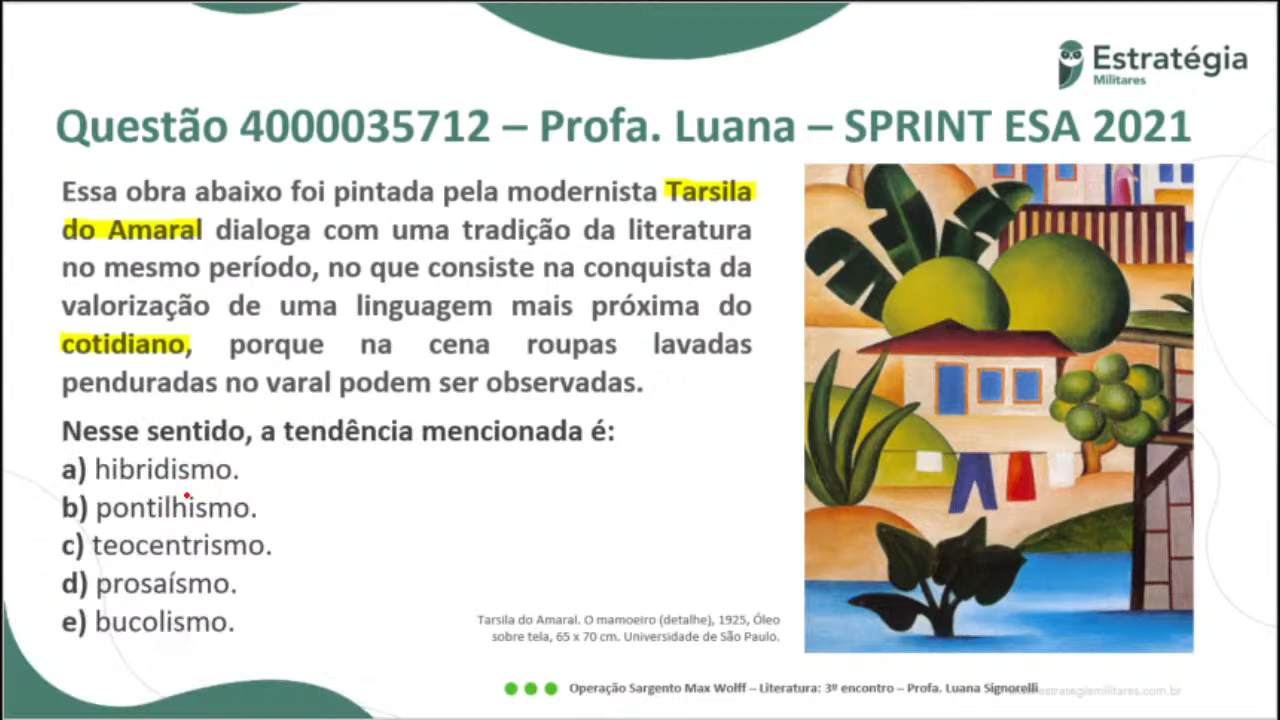 Estratégia
Militares
Questão 4000035712 – Profa. Luana – SPRINT ESA 2021
Essa obra abaixo foi pintada pela modernista Tarsila
do Amaral dialoga com uma tradição da literatura
no mesmo período, no que consiste na conquista da
valorização de uma linguagem mais próxima do
cotidiano, porque na cena roupas lavadas
penduradas no varal podem ser observadas.
Nesse sentido, a tendência mencionada é:
a) hibridismo.
b) pontilhismo.
c) teocentrismo.
d) prosaísmo.
e) bucolismo.
Tarsila do Amaral. O mamoeiro (detalhe), 1925, Óleo
sobre tela, 65 x 70 cm. Universidade de São Paulo.
Operação Sargento Max Wolff – Literatura: 3º encontro – Profa. Luana Signorelli estrategiamilitares.com.br